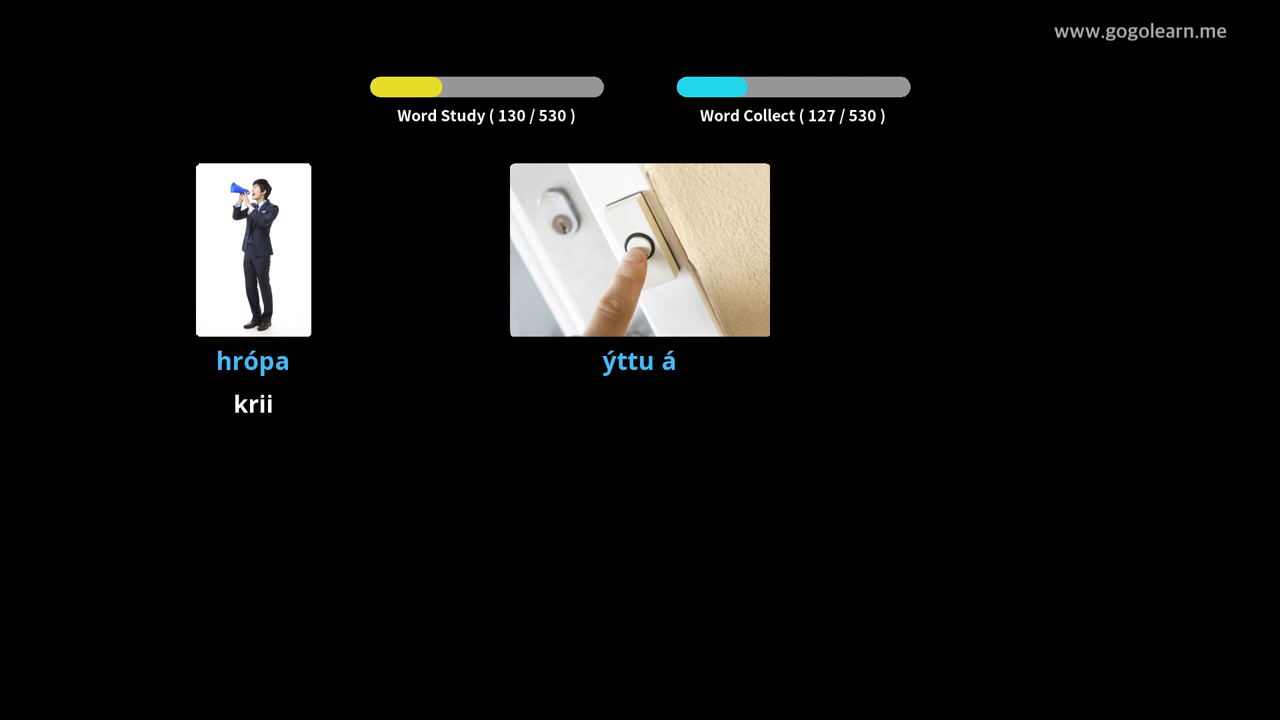 www.gogolearn.me
Word Study ( 130 / 530 )
Word Collect ( 127 / 530 )
hrópa
ýttu á
krii